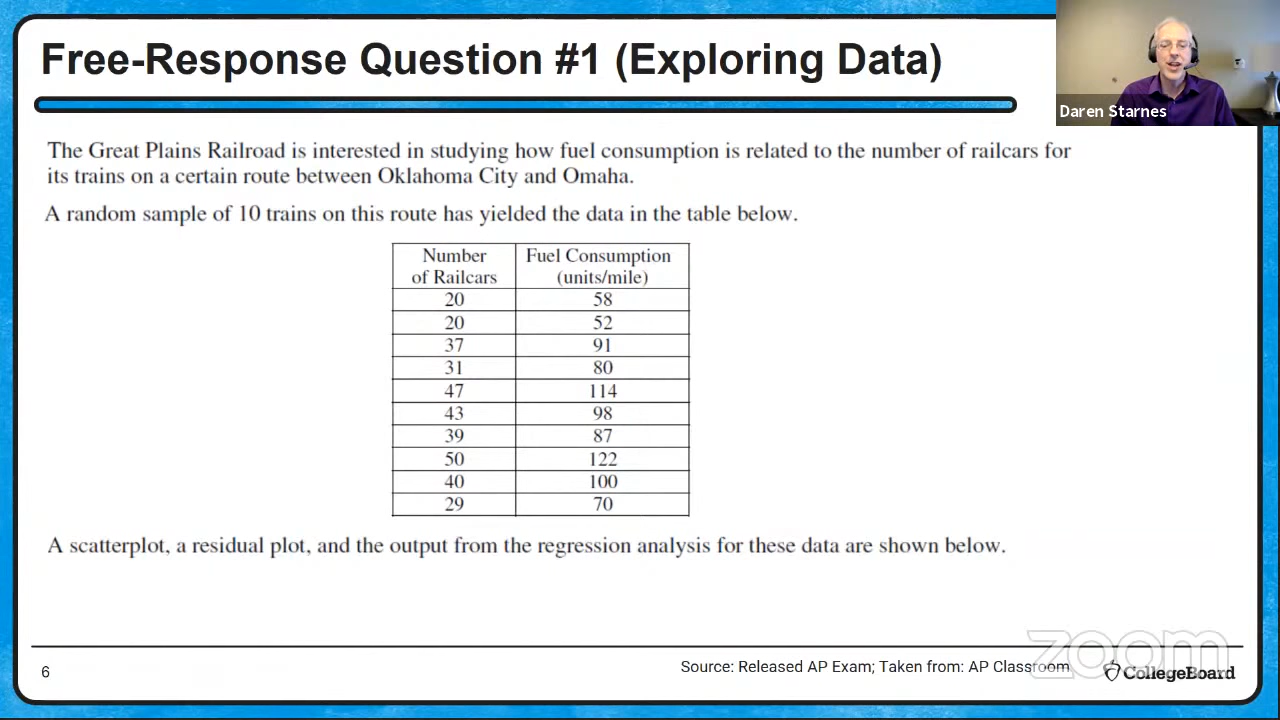 Free-Response Question #1 (Exploring Data)
Daren Starnes
The Great Plains Railroad is interested in studying how fuel consumption is related to the number of railcars for
its trains on a certain route between Oklahoma City and Omaha.
A random sample of 10 trains on this route has yielded the data in the table below.
Number Fuel Consumption
of Railcars (units/mile)
20 58
20 52
37 91
31 80
47 114
43 98
39 87
50 122
40 100
29 70
A scatterplot, a residual plot, and the output from the regression analysis for these data are shown below.
zoom
6
Source: Released AP Exam; Taken from: AP Classroom
CollegeBoard